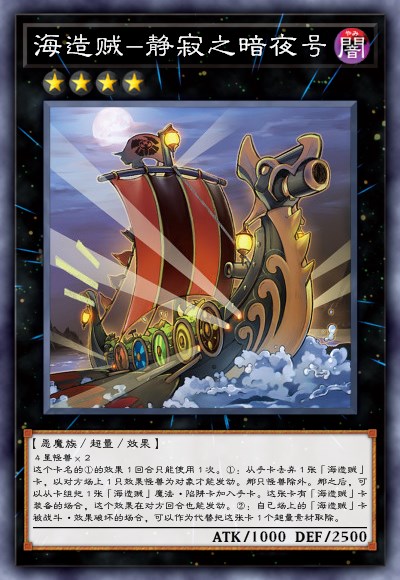 海造贼-静寂之暗夜号
やみ
闇
【恶魔族/超量/效果】
4星怪兽×2
这个卡名的①的效果1回合只能使用1次。①：从手卡丢弃1张「海造贼」
卡，以对方场上1只效果怪兽为对象才能发动。那只怪兽除外。那之后，可
以从卡组把1张「海造贼」魔法·陷阱卡加入手卡。这张卡有「海造贼」卡
装备的场合，这个效果在对方回合也能发动。②：自己场上的「海造贼」卡
被战斗·效果破坏的场合，可以作为代替把这张卡1个超量素材取除。
ATK/1000 DEF/2500